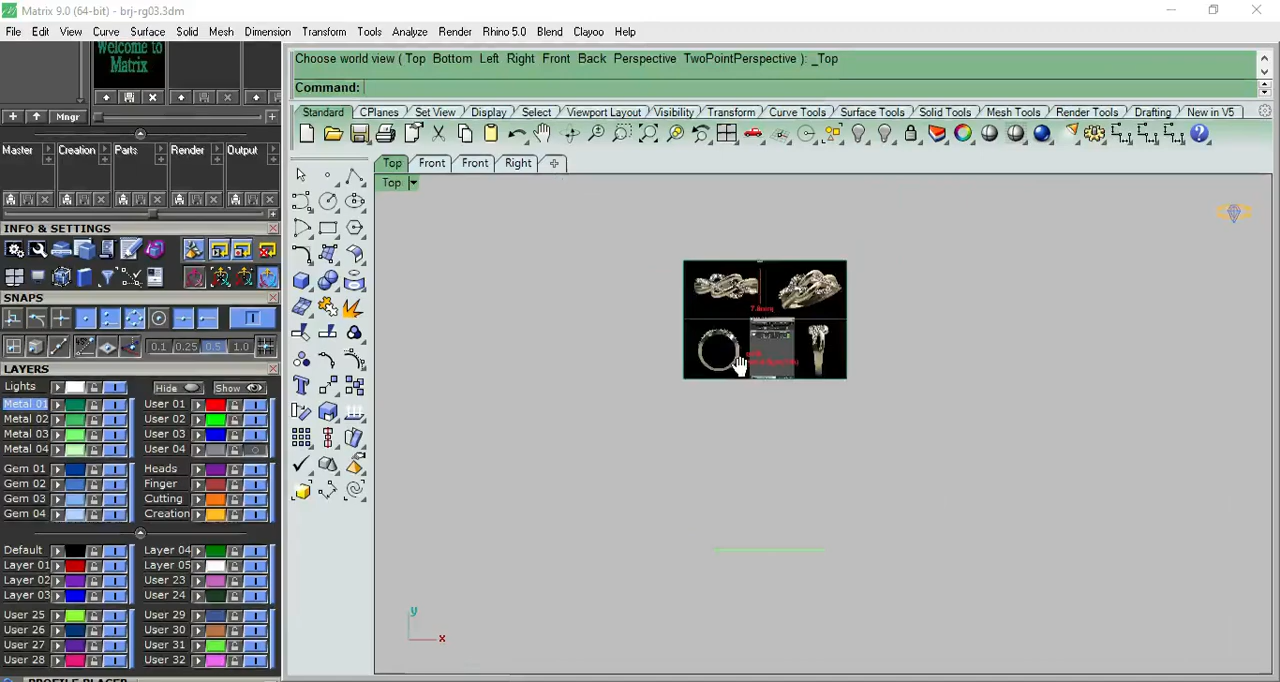 Matrix 9.0 (64-bit) - brj-rg03.3dm
File Edit View Curve Surface Solid Mesh Dimension Transform Tools Analyze Render Rhino 5.0 Blend Clayoo Help
Welcome to
Matrix
Mngr
Choose world view ( Top Bottom Left Right Front Back Perspective TwoPointPerspective ): _Top
Command:
Standard CPlanes Set View Display Select Viewport Layout Visibility Transform Curve Tools Surface Tools Solid Tools Mesh Tools Render Tools Drafting New in V5
Master Creation Parts Render Output
Top Front Front Right
Top
INFO & SETTINGS
SNAPS
0.1 0.25 0.5 1.0
LAYERS
Lights Hide Show
Metal 01 User 01
Metal 02 User 02
Metal 03 User 03
Metal 04 User 04
Gem 01 Heads
Gem 02 Finger
Gem 03 Cutting
Gem 04 Creation
Default Layer 04
Layer 01 Layer 05
Layer 02 User 23
Layer 03 User 24
User 25 User 29
User 26 User 30
User 27 User 31
User 28 User 32
PROFILE PLACER
y
x